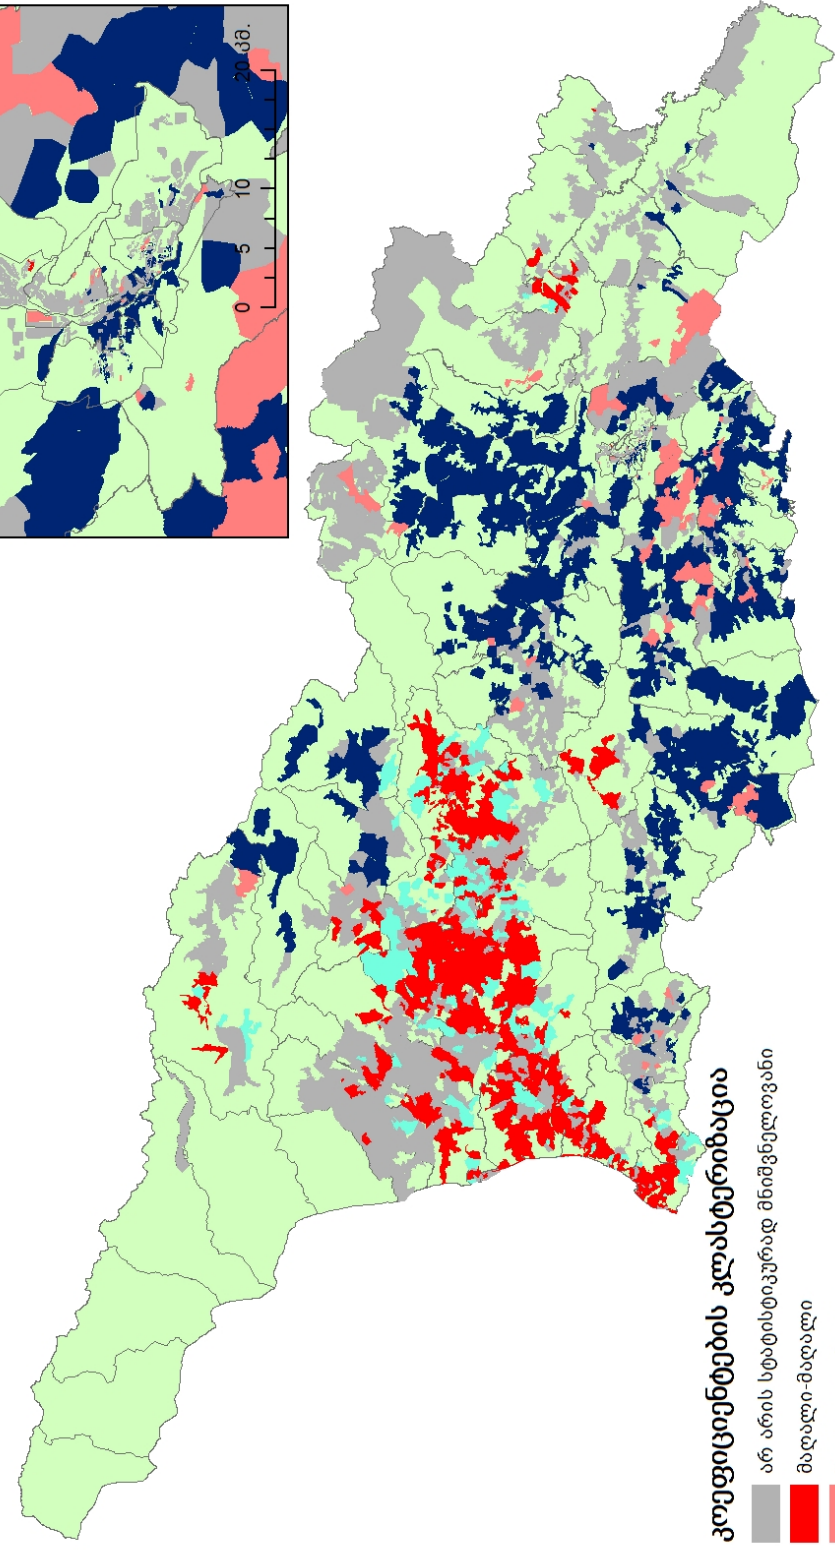 0 5 10 20 კმ.
კოეფიციენტების კლასტერიზაცია
არ არის სტატისტიკურად მნიშვნელოვანი
მაღალი-მაღალი